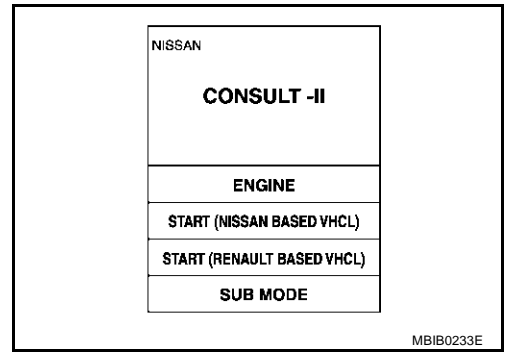 NISSAN
CONSULT -II
ENGINE
START (NISSAN BASED VHCL)
START (RENAULT BASED VHCL)
SUB MODE
MBIB0233E